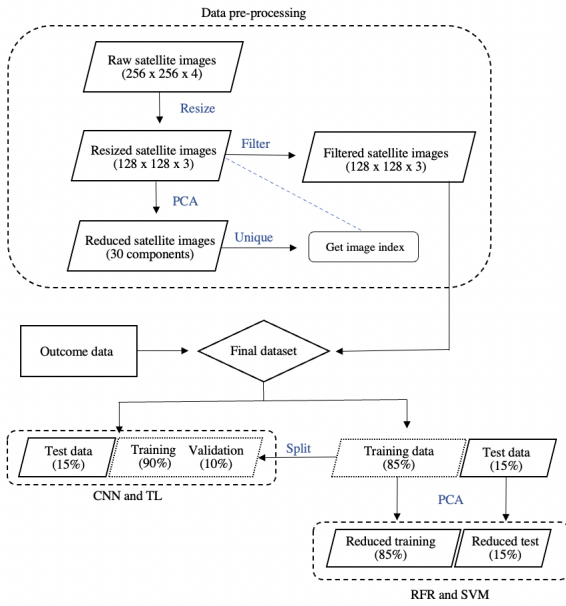 Data pre-processing
Raw satellite images
(256 x 256 x 4)
Resize
Resized satellite images
(128 x 128 x 3)
Filter
Filtered satellite images
(128 x 128 x 3)
PCA
Reduced satellite images
(30 components)
Unique
Get image index
Outcome data
Final dataset
Test data
(15%)
Training
(90%)
Validation
(10%)
Split
Training data
(85%)
Test data
(15%)
CNN and TL
PCA
Reduced training
(85%)
Reduced test
(15%)
RFR and SVM